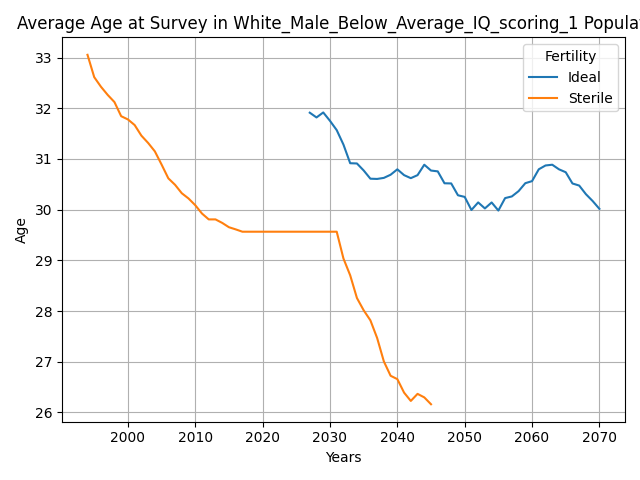 Average Age at Survey in White_Male_Below_Average_IQ_scoring_1 Popula
Fertility
Ideal
Sterile
33
32
31
30
29
28
27
26
Age
2000
2010
2020
2030
2040
2050
2060
2070
Years